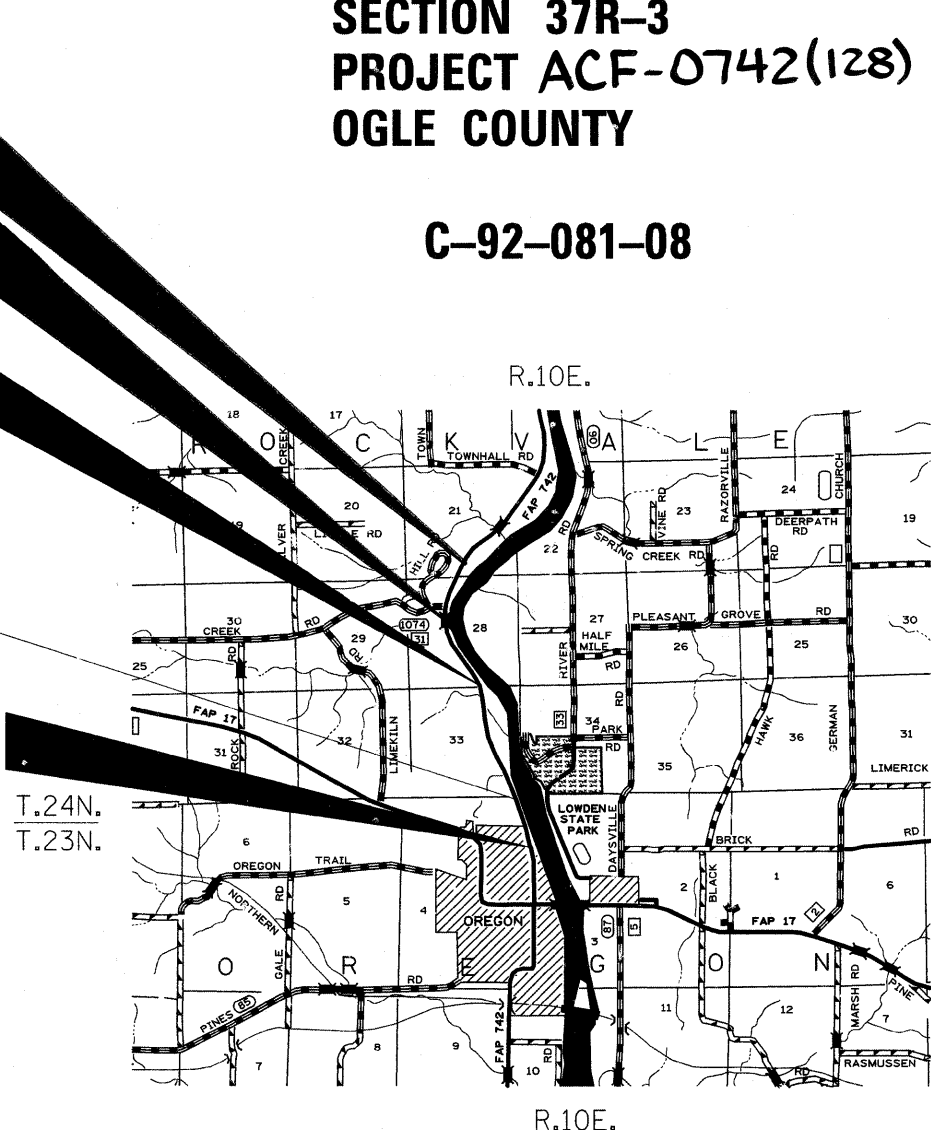 SECTION 37R–3
PROJECT ACF-0742(128)
OGLE COUNTY
C–92–081–08
R.10E.
18
17
R O C K V A L E
TOWN
TOWNHALL RD
CREEK
FAP 742
RAZORVILLE
CHURCH
24
20
21
VINE RD
23
DEERPATH
RD
19
RD
22
SPRING
CREEK RD
RD
HILL
30
CREEK
RD
1074
31
29
RD
28
27
PLEASANT
GROVE
RD
30
HALF
MILE
RD
26
25
25
RD
RIVER
RD
FAP 17
33
34
PARK
RD
HAWK
GERMAN
31
ROCK
32
LIMEKILN
33
35
36
31
LIMERICK
T.24N.
T.23N.
LOWDEN
STATE
PARK
DAYSVILLE
6
BRICK
RD
OREGON
TRAIL
NORTHERN
RD
5
4
2
BLACK
1
6
OREGON
FAP 17
2
3
87
5
O R E G O N
GALE
RD
PINES
85
MARSH RD
PINE
11
12
7
FAP 742
7
8
9
10
RD
RD
RASMUSSEN
R.10E.